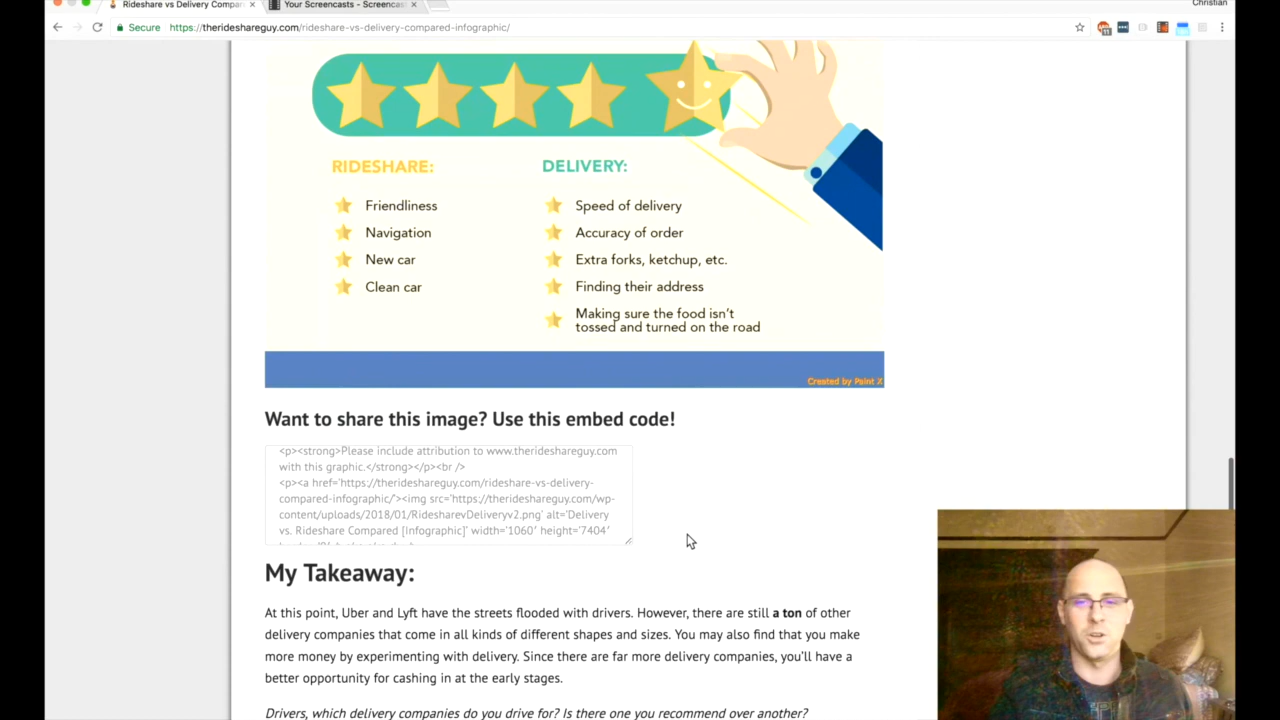 Rideshare vs Delivery Compar
Your Screencasts - Screencas
Christian
Secure
https://therideshareguy.com/rideshare-vs-delivery-compared-infographic/
RIDESHARE:
Friendliness
Navigation
New car
Clean car
DELIVERY:
Speed of delivery
Accuracy of order
Extra forks, ketchup, etc.
Finding their address
Making sure the food isn't
tossed and turned on the road
Created by Paint X
Want to share this image? Use this embed code!
<p><strong>Please include attribution to www.therideshareguy.com
with this graphic.</strong></p><br />
<p><a href='https://therideshareguy.com/rideshare-vs-delivery-
compared-infographic/'><img src='https://therideshareguy.com/wp-
content/uploads/2018/01/RidesharevDeliveryv2.png' alt='Delivery
vs. Rideshare Compared [Infographic]' width='1060' height='7404'
My Takeaway:
At this point, Uber and Lyft have the streets flooded with drivers. However, there are still a ton of other
delivery companies that come in all kinds of different shapes and sizes. You may also find that you make
more money by experimenting with delivery. Since there are far more delivery companies, you'll have a
better opportunity for cashing in at the early stages.
Drivers, which delivery companies do you drive for? Is there one you recommend over another?